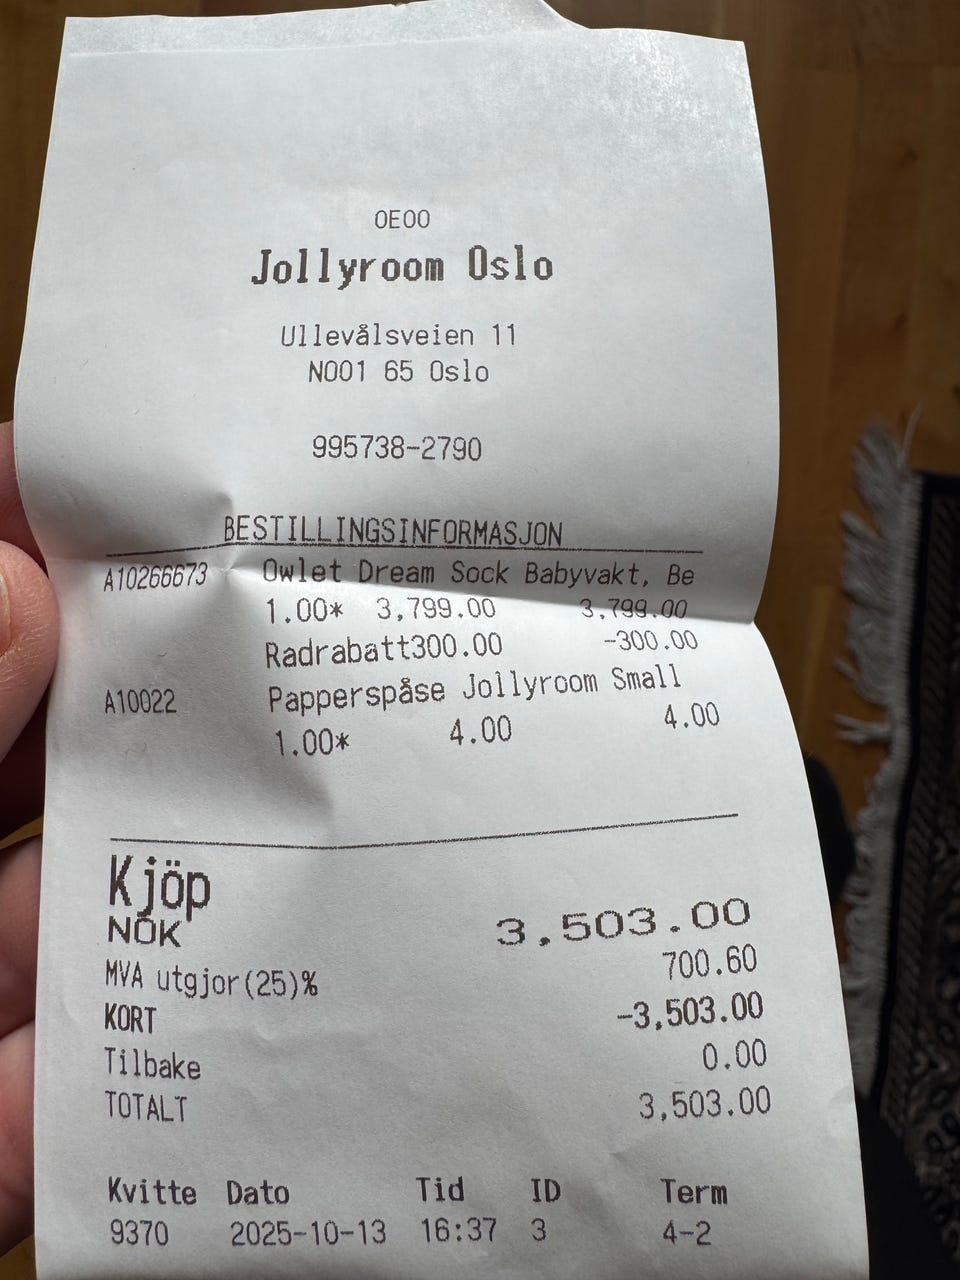 OE00
Jollyroom Oslo
Ullevålsveien 11
N001 65 Oslo
995738-2790
BESTILLINGSINFORMASJON
A10266673 Owlet Dream Sock Babyvakt, Be
1.00* 3,799.00 3,799.00
Radrabatt300.00 -300.00
A10022 Papperspåse Jollyroom Small
1.00* 4.00 4.00
Kjöp
NOK 3,503.00
MVA utgjor(25)% 700.60
KORT -3,503.00
Tilbake 0.00
TOTALT 3,503.00
Kvitte Dato Tid ID Term
9370 2025-10-13 16:37 3 4-2